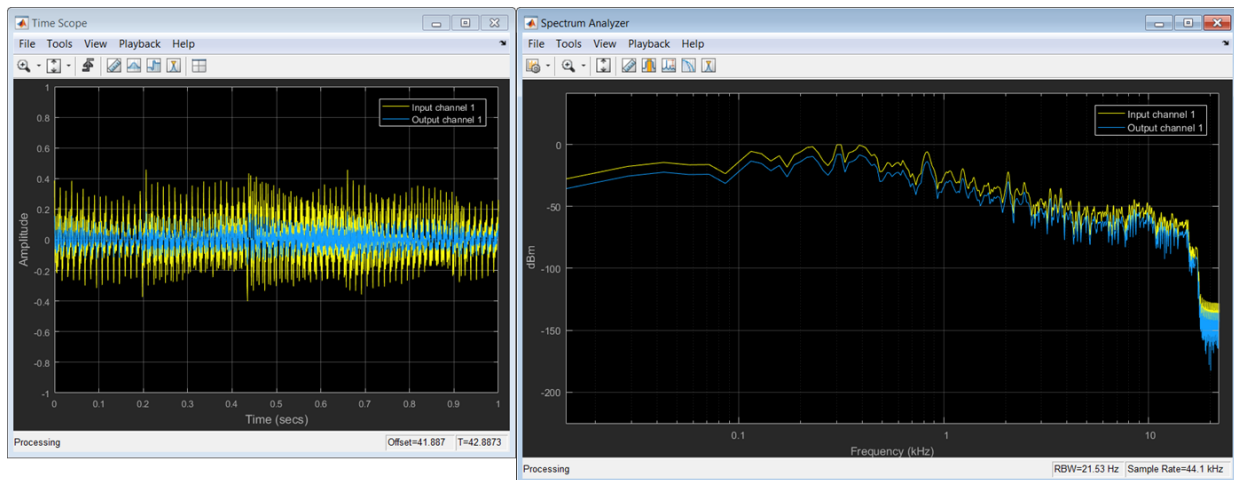 Time Scope
File Tools View Playback Help
Input channel 1
Output channel 1
1
0.8
0.6
0.4
0.2
0
-0.2
-0.4
-0.6
-0.8
-1
Amplitude
0 0.1 0.2 0.3 0.4 0.5 0.6 0.7 0.8 0.9 1
Time (secs)
Processing Offset=41.887 T=42.8873
Spectrum Analyzer
File Tools View Playback Help
Input channel 1
Output channel 1
0
-50
-100
-150
-200
dBm
0.1 1 10
Frequency (kHz)
Processing RBW=21.53 Hz Sample Rate=44.1 kHz